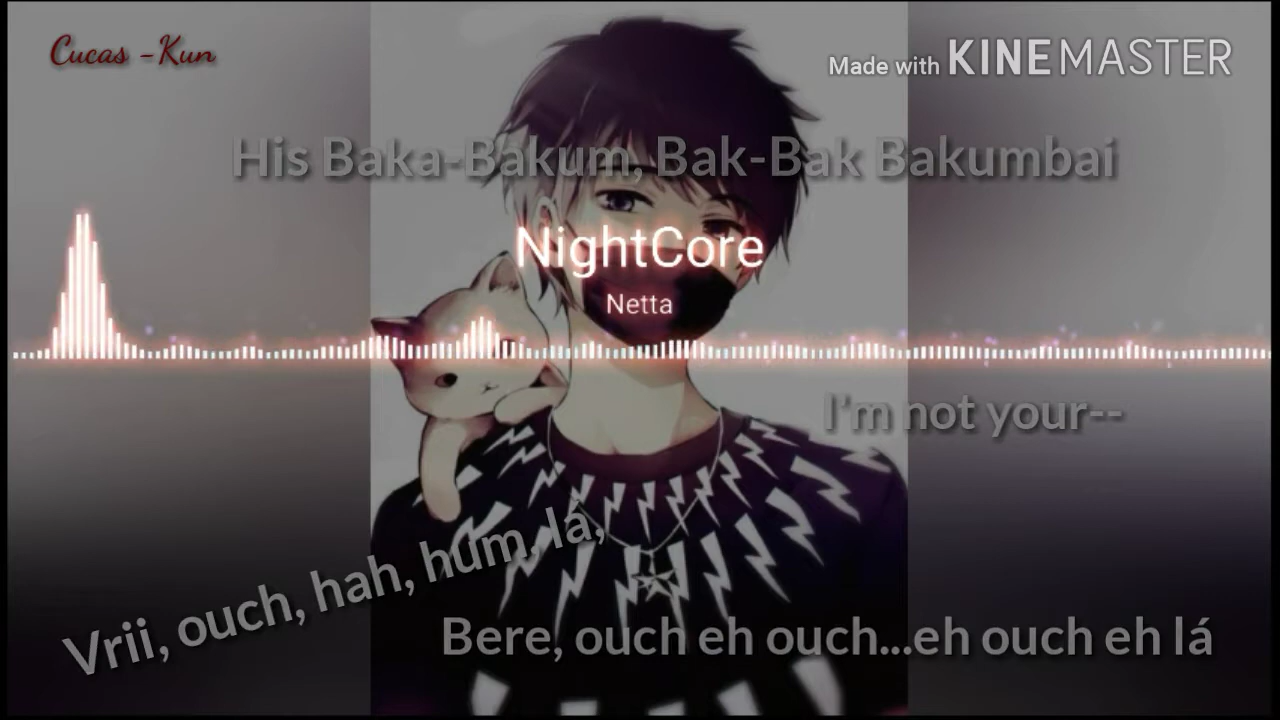 Cucas -Kun
Made with KINEMASTER
His Baka-Bakum, Bak-Bak Bakumbai
NightCore
Netta
I'm not your--
Vrii, ouch, hah, hum, lá,
Bere, ouch eh ouch...eh ouch eh lá